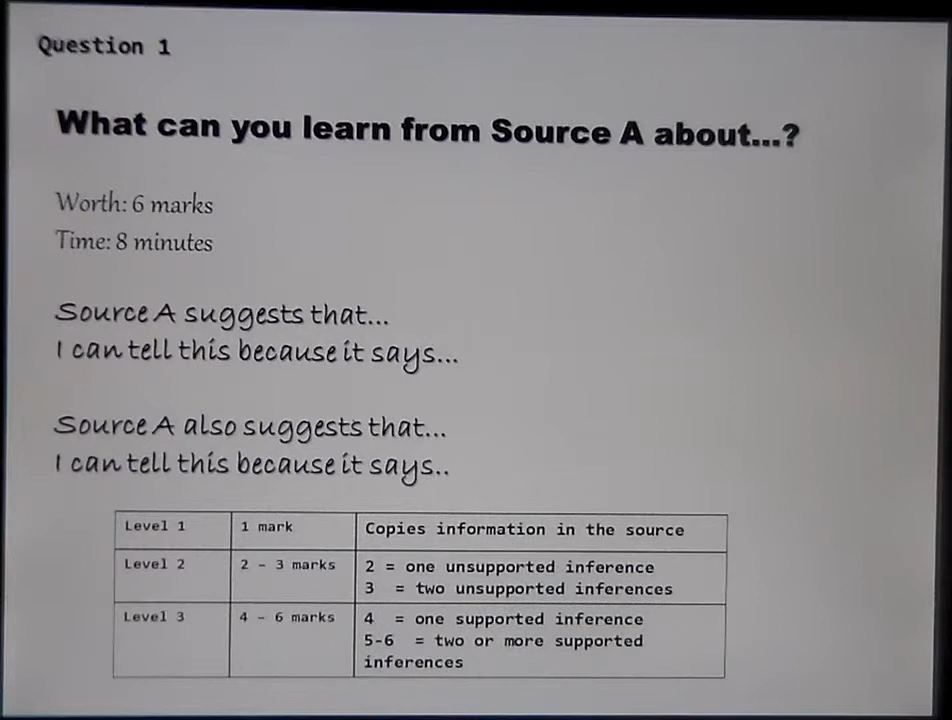 Question 1
What can you learn from Source A about...?
Worth: 6 marks
Time: 8 minutes
Source A suggests that...
I can tell this because it says...
Source A also suggests that...
I can tell this because it says..
Level 1 1 mark Copies information in the source
Level 2 2 - 3 marks 2 = one unsupported inference
3 = two unsupported inferences
Level 3 4 - 6 marks 4 = one supported inference
5-6 = two or more supported
inferences